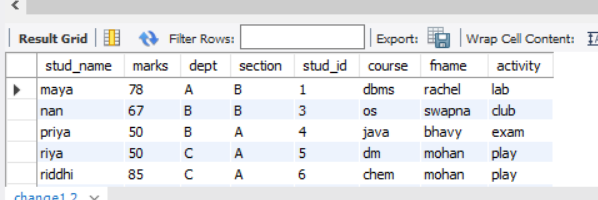 Result Grid Filter Rows: Export: Wrap Cell Content:
stud_name marks dept section stud_id course fname activity
maya 78 A B 1 dbms rachel lab
nan 67 B B 3 os swapna club
priya 50 B A 4 java bhavy exam
riya 50 C A 5 dm mohan play
riddhi 85 C A 6 chem mohan play
change1 2